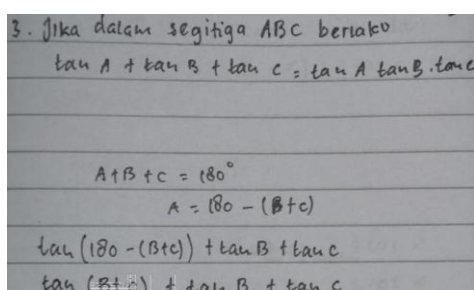 3. Jika dalam segitiga ABC berlaku
tan A + tan B + tan C = tan A tan B . tan C
A+B+C = 180°
A = 180 - (B+C)
tan (180 - (B+C)) + tan B + tan C
tan (B+C) + tan B + tan C